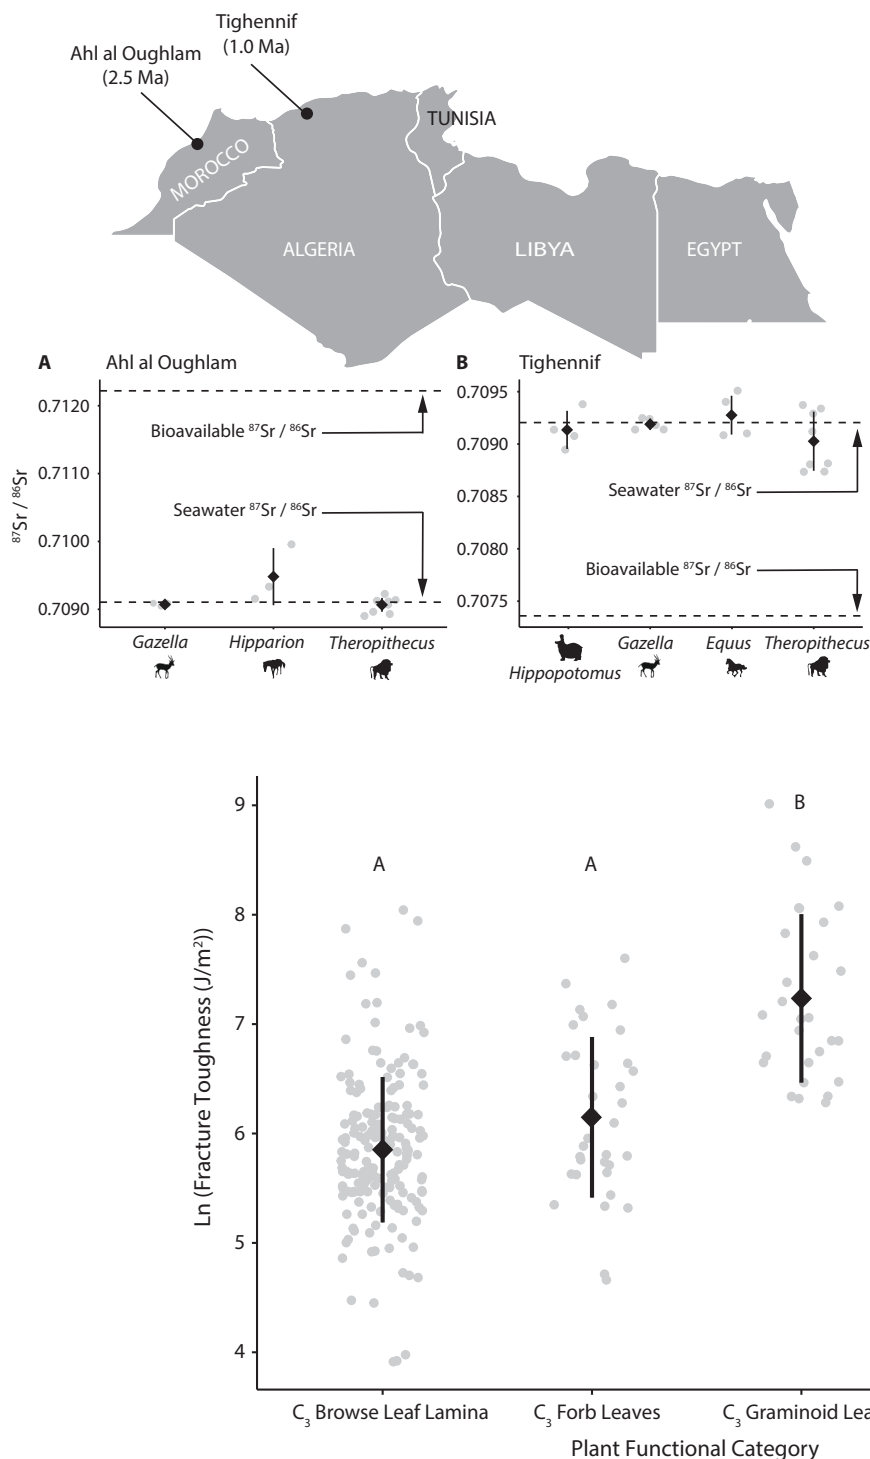 Tighennif
(1.0 Ma)
Ahl al Oughlam
(2.5 Ma)
TUNISIA
MOROCCO
ALGERIA
LIBYA
EGYPT
A Ahl al Oughlam
0.7120
0.7110
0.7100
0.7090
⁸⁷Sr / ⁸⁶Sr
Bioavailable ⁸⁷Sr / ⁸⁶Sr
Seawater ⁸⁷Sr / ⁸⁶Sr
Gazella Hipparion Theropithecus
B Tighennif
0.7095
0.7090
0.7085
0.7080
0.7075
Seawater ⁸⁷Sr / ⁸⁶Sr
Bioavailable ⁸⁷Sr / ⁸⁶Sr
Hippopotomus Gazella Equus Theropithecus
9
8
7
6
5
4
Ln (Fracture Toughness (J/m²))
A A B
C₃ Browse Leaf Lamina C₃ Forb Leaves C₃ Graminoid Lea
Plant Functional Category